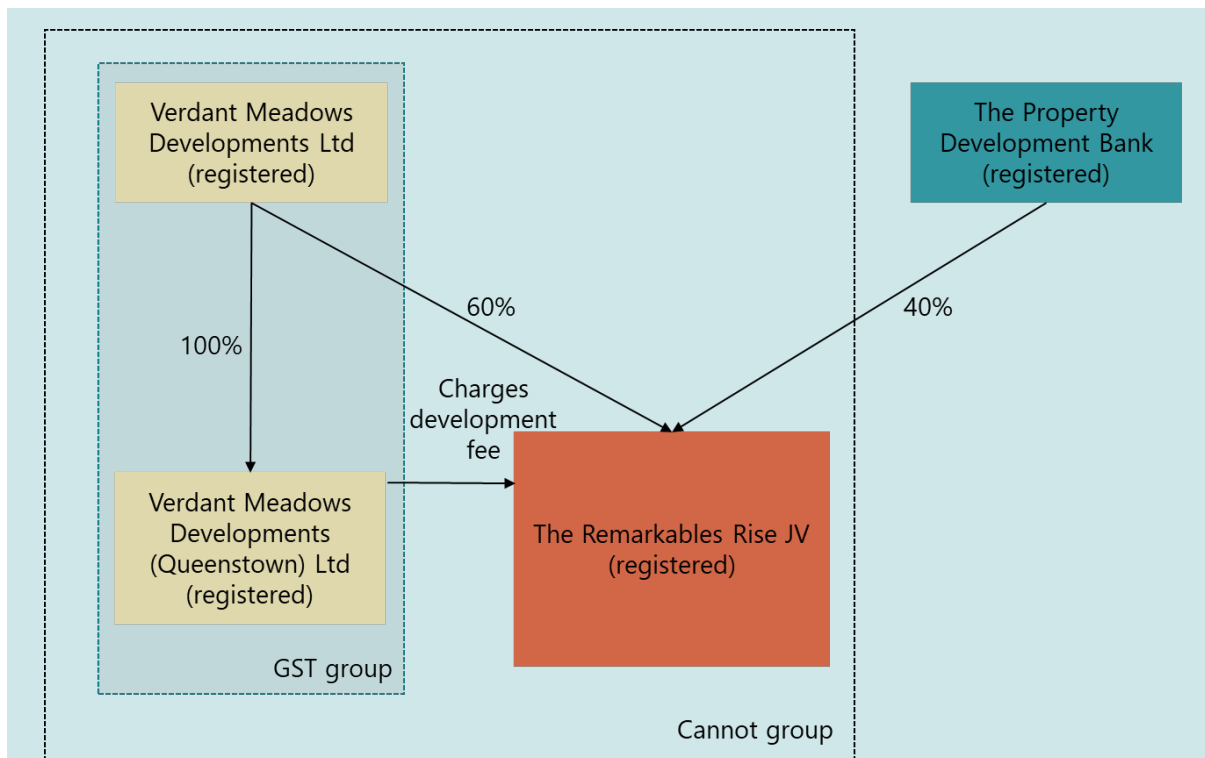 Verdant Meadows
Developments Ltd
(registered)
The Property
Development Bank
(registered)
60%
40%
100%
Charges
development
fee
Verdant Meadows
Developments
(Queenstown) Ltd
(registered)
The Remarkables Rise JV
(registered)
GST group
Cannot group